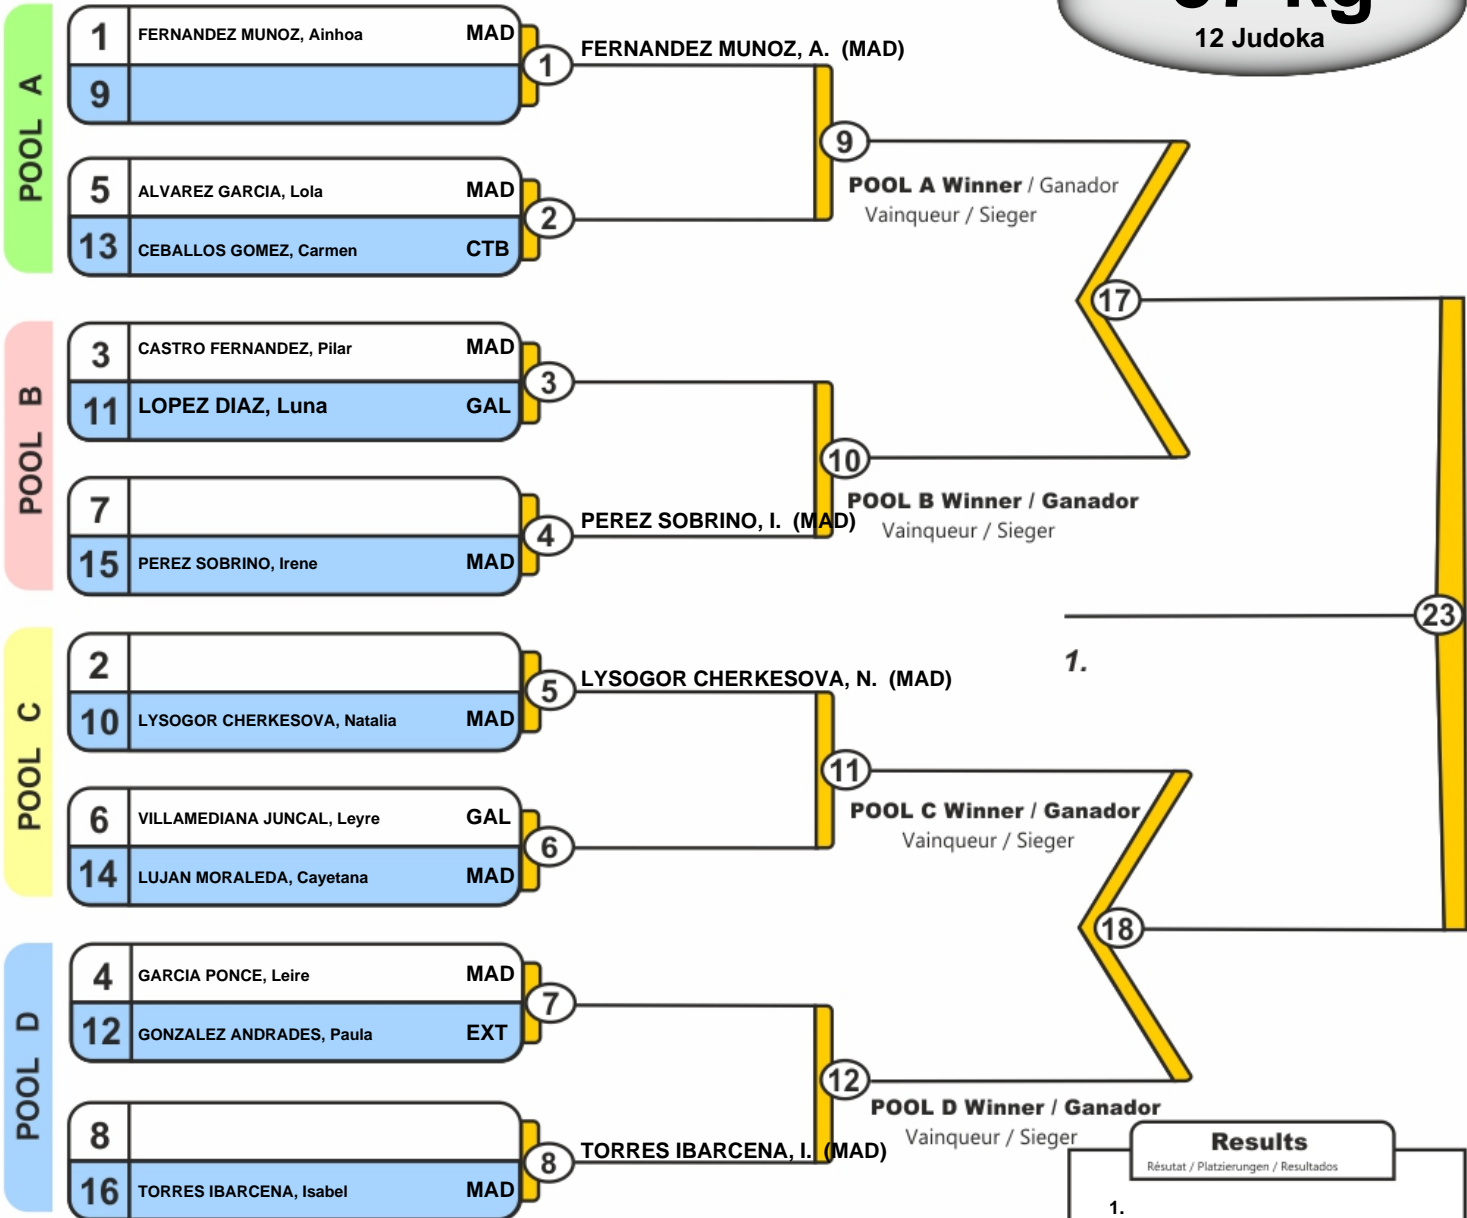 12 Judoka
POOL A
1 FERNANDEZ MUNOZ, Ainhoa MAD
9
1 FERNANDEZ MUNOZ, A. (MAD)
5 ALVAREZ GARCIA, Lola MAD
13 CEBALLOS GOMEZ, Carmen CTB
2
9
POOL A Winner / Ganador
Vainqueur / Sieger
17
POOL B
3 CASTRO FERNANDEZ, Pilar MAD
11 LOPEZ DIAZ, Luna GAL
3
7
15 PEREZ SOBRINO, Irene MAD
4 PEREZ SOBRINO, I. (MAD)
10
POOL B Winner / Ganador
Vainqueur / Sieger
23
1.
POOL C
2
10 LYSOGOR CHERKESOVA, Natalia MAD
5 LYSOGOR CHERKESOVA, N. (MAD)
6 VILLAMEDIANA JUNCAL, Leyre GAL
14 LUJAN MORALEDA, Cayetana MAD
6
11
POOL C Winner / Ganador
Vainqueur / Sieger
18
POOL D
4 GARCIA PONCE, Leire MAD
12 GONZALEZ ANDRADES, Paula EXT
7
8
16 TORRES IBARCENA, Isabel MAD
8 TORRES IBARCENA, I. (MAD)
12
POOL D Winner / Ganador
Vainqueur / Sieger
Results
Résutat / Platzierungen / Resultados
1.